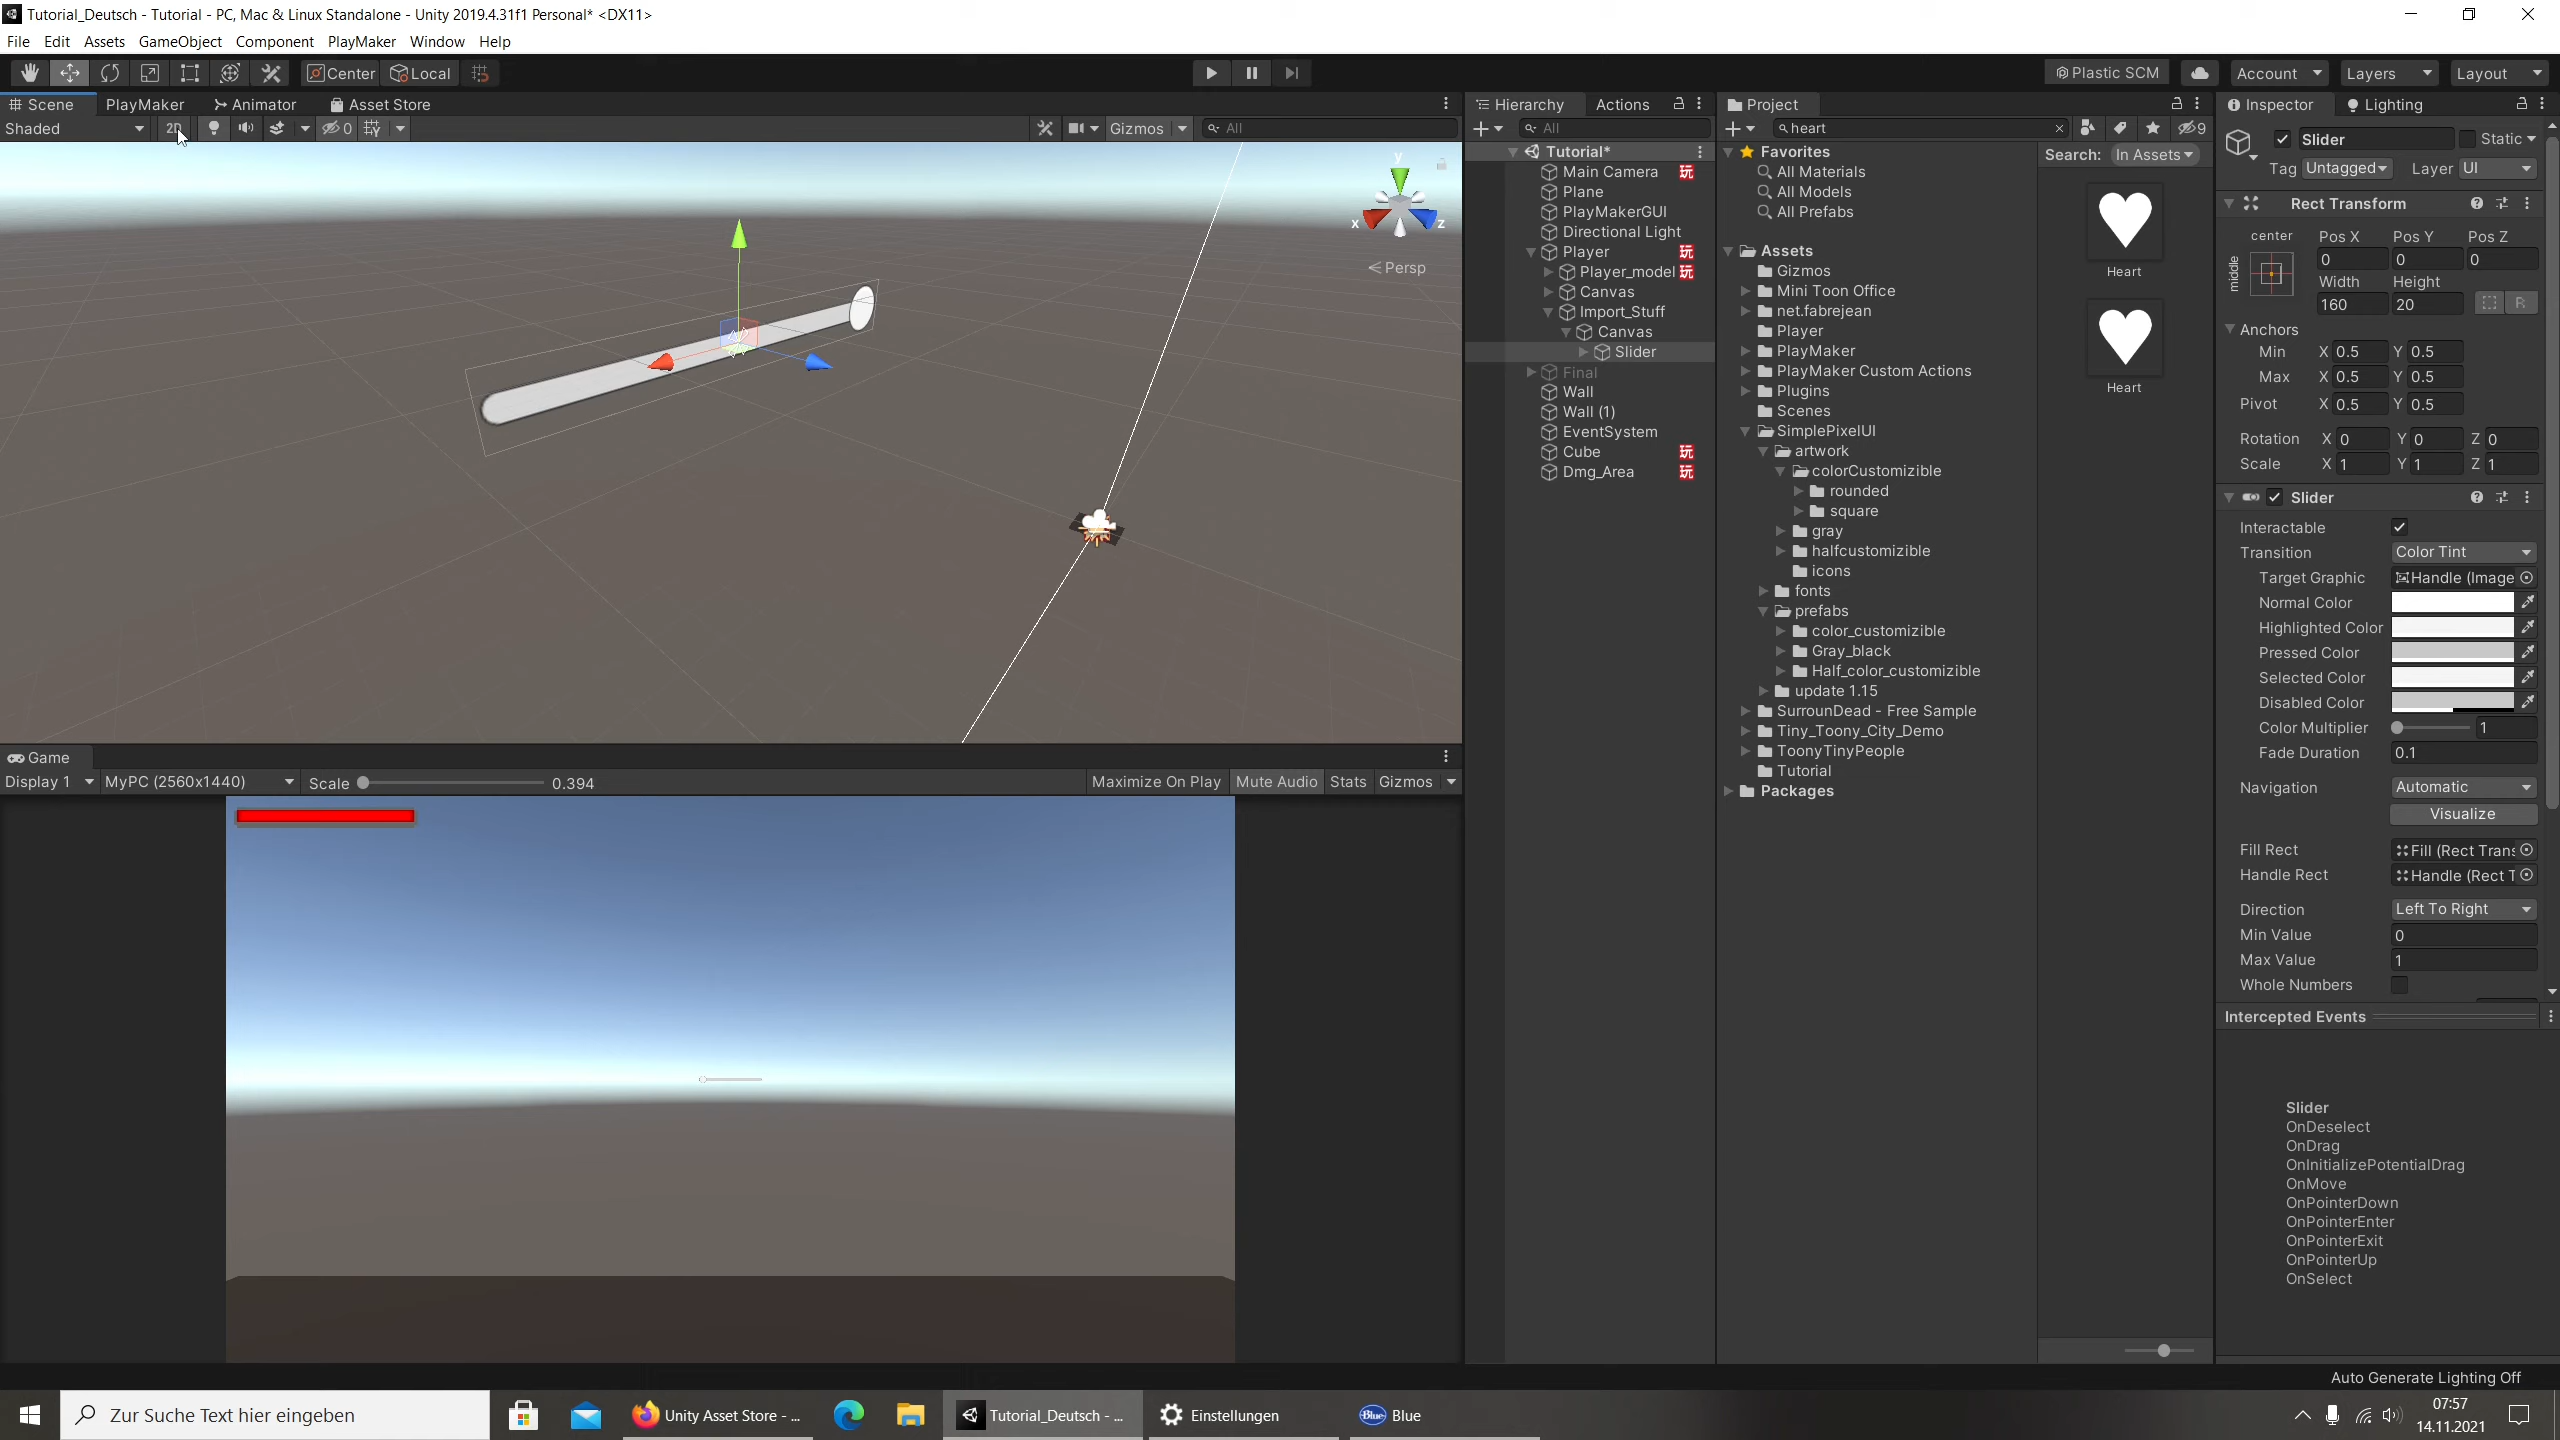 Tutorial_Deutsch - Tutorial - PC, Mac & Linux Standalone - Unity 2019.4.31f1 Personal* <DX11>
File Edit Assets GameObject Component PlayMaker Window Help
Center Local
Plastic SCM Account Layers Layout
Scene PlayMaker Animator Asset Store
Shaded 2D 0 Gizmos All
y
x z
Persp
Game
Display 1 MyPC (2560x1440) Scale 0.394 Maximize On Play Mute Audio Stats Gizmos
Hierarchy Actions
All
Tutorial*
Main Camera 玩
Plane
PlayMakerGUI
Directional Light
Player 玩
Player_model 玩
Canvas
Import_Stuff
Canvas
Slider
Final
Wall
Wall (1)
EventSystem
Cube 玩
Dmg_Area 玩
Project
heart 9
Favorites
All Materials
All Models
All Prefabs
Assets
Gizmos
Mini Toon Office
net.fabrejean
Player
PlayMaker
PlayMaker Custom Actions
Plugins
Scenes
SimplePixelUI
artwork
colorCustomizible
rounded
square
gray
halfcustomizible
icons
fonts
prefabs
color_customizible
Gray_black
Half_color_customizible
update 1.15
SurrounDead - Free Sample
Tiny_Toony_City_Demo
ToonyTinyPeople
Tutorial
Packages
Search: In Assets
Heart
Heart
Inspector Lighting
Slider Static
Tag Untagged Layer UI
Rect Transform
center Pos X Pos Y Pos Z
middle 0 0 0
Width Height
160 20 R
Anchors
Min X 0.5 Y 0.5
Max X 0.5 Y 0.5
Pivot X 0.5 Y 0.5
Rotation X 0 Y 0 Z 0
Scale X 1 Y 1 Z 1
Slider
Interactable
Transition Color Tint
Target Graphic Handle (Image
Normal Color
Highlighted Color
Pressed Color
Selected Color
Disabled Color
Color Multiplier 1
Fade Duration 0.1
Navigation Automatic
Visualize
Fill Rect Fill (Rect Trans
Handle Rect Handle (Rect T
Direction Left To Right
Min Value 0
Max Value 1
Whole Numbers
Intercepted Events
Slider
OnDeselect
OnDrag
OnInitializePotentialDrag
OnMove
OnPointerDown
OnPointerEnter
OnPointerExit
OnPointerUp
OnSelect
Auto Generate Lighting Off
Zur Suche Text hier eingeben Unity Asset Store - ... Tutorial_Deutsch - ... Einstellungen Blue Blue
07:57
14.11.2021